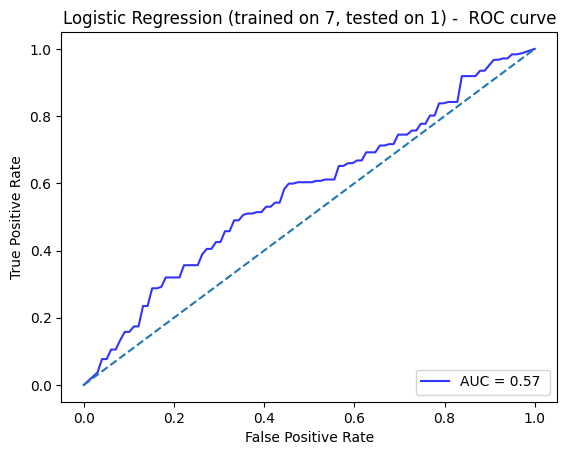 Logistic Regression (trained on 7, tested on 1) -  ROC curve
True Positive Rate
1.0
0.8
0.6
0.4
0.2
0.0
AUC = 0.57
0.0 0.2 0.4 0.6 0.8 1.0
False Positive Rate